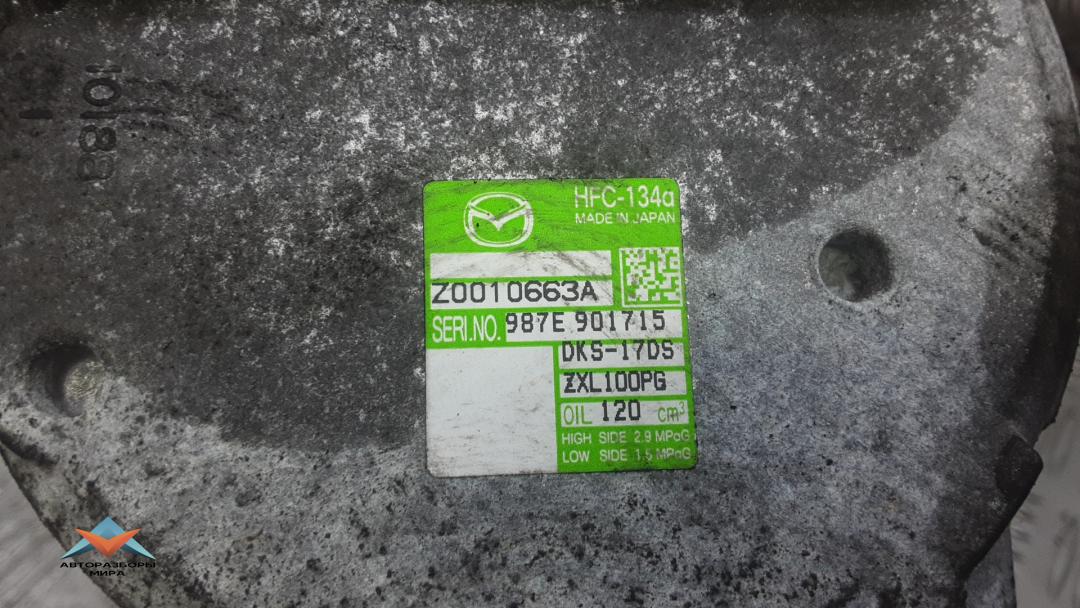 10188
HFC-134a
MADE IN JAPAN
Z0010663A
SERI.NO. 987E 901715
DKS-17DS
ZXL100PG
OIL 120 cm³
HIGH SIDE 2.9 MPaG
LOW SIDE 1.5 MPaG
АВТОРАЗБОРЫ
МИРА